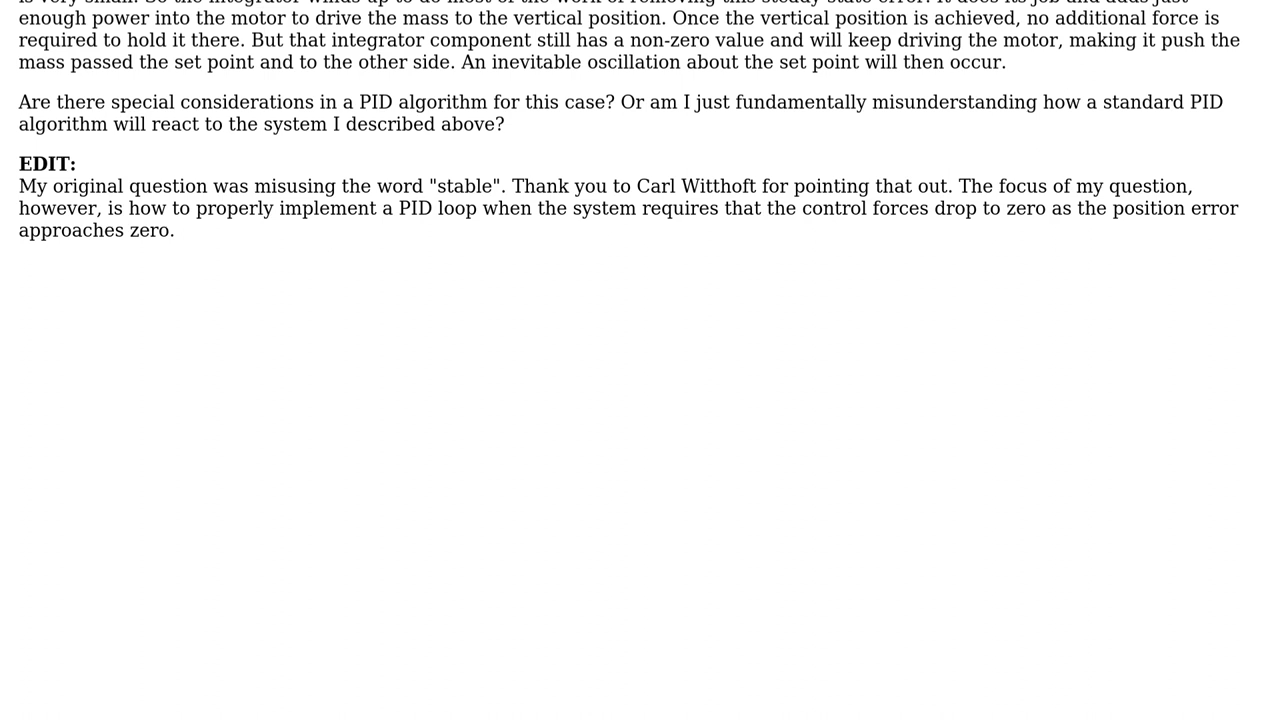 enough power into the motor to drive the mass to the vertical position. Once the vertical position is achieved, no additional force is
required to hold it there. But that integrator component still has a non-zero value and will keep driving the motor, making it push the
mass passed the set point and to the other side. An inevitable oscillation about the set point will then occur.
Are there special considerations in a PID algorithm for this case? Or am I just fundamentally misunderstanding how a standard PID
algorithm will react to the system I described above?
EDIT:
My original question was misusing the word "stable". Thank you to Carl Witthoft for pointing that out. The focus of my question,
however, is how to properly implement a PID loop when the system requires that the control forces drop to zero as the position error
approaches zero.